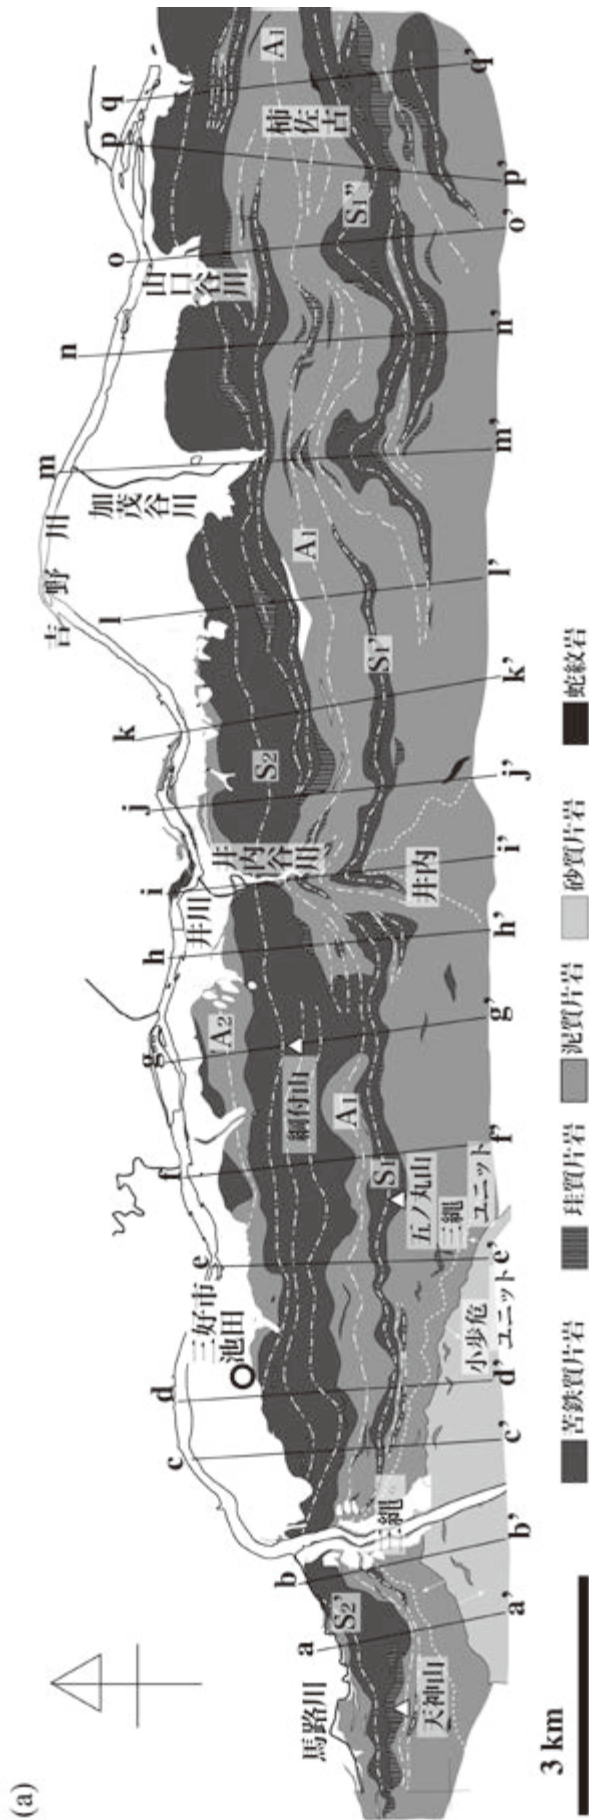 (a)
馬路川
三好市
池田
井川
吉野川
加茂谷川
山口谷川
井内谷川
柿佐古
天神山
三縄
五ノ丸山
三縄
ユニット
小歩危
ユニット
綱付山
井内
S2'
S1
A1
A2
S2
S1'
A1
S1"
A1
a
b
c
d
e
f
g
h
i
j
k
l
m
n
o
p
q
a'
b'
c'
d'
e'
f'
g'
h'
i'
j'
k'
l'
m'
n'
o'
p'
q'
3 km
苦鉄質片岩
珪質片岩
泥質片岩
砂質片岩
蛇紋岩